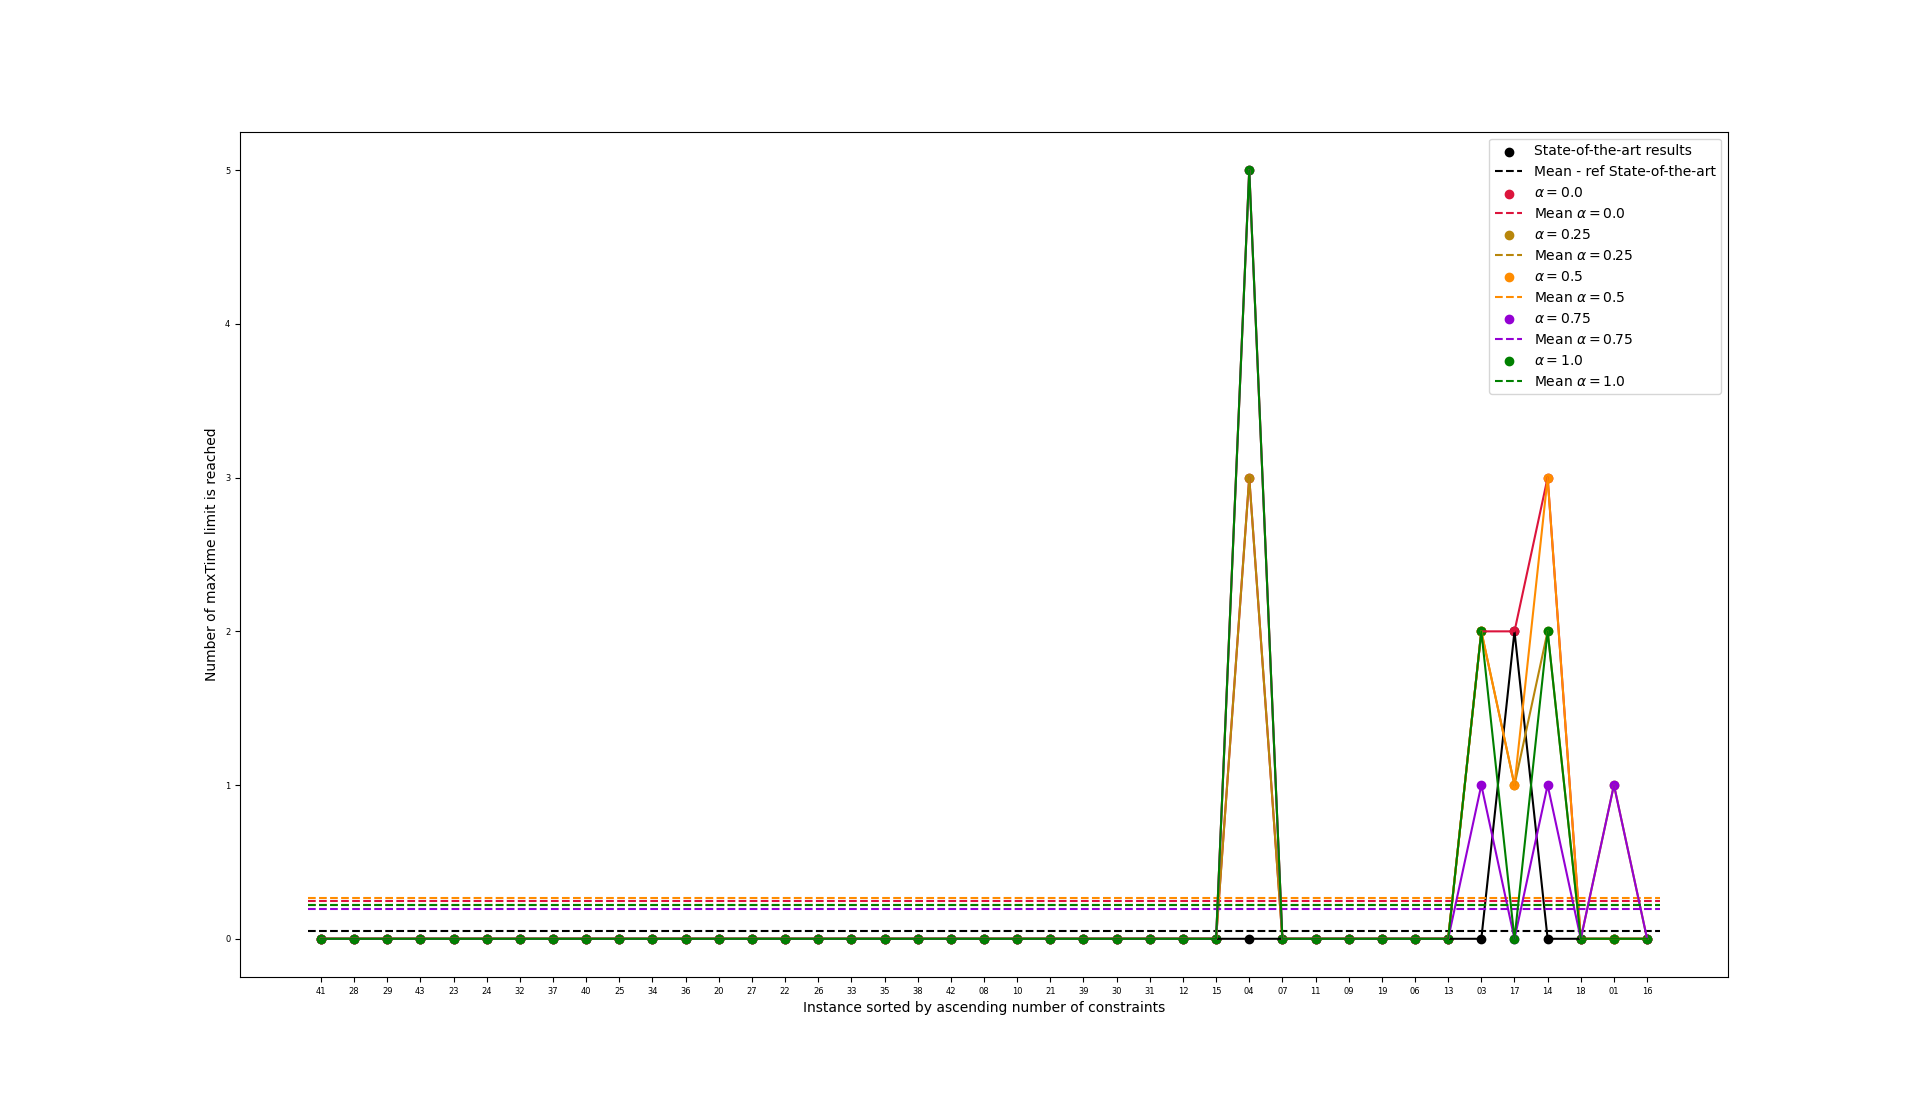 State-of-the-art results
Mean - ref State-of-the-art
α = 0.0
Mean α = 0.0
α = 0.25
Mean α = 0.25
α = 0.5
Mean α = 0.5
α = 0.75
Mean α = 0.75
α = 1.0
Mean α = 1.0
5
4
3
2
1
0
Number of maxTime limit is reached
41 28 29 43 23 24 32 37 40 25 34 36 20 27 22 26 33 35 38 42 08 10 21 39 30 31 12 15 04 07 11 09 19 06 13 03 17 14 18 01 16
Instance sorted by ascending number of constraints